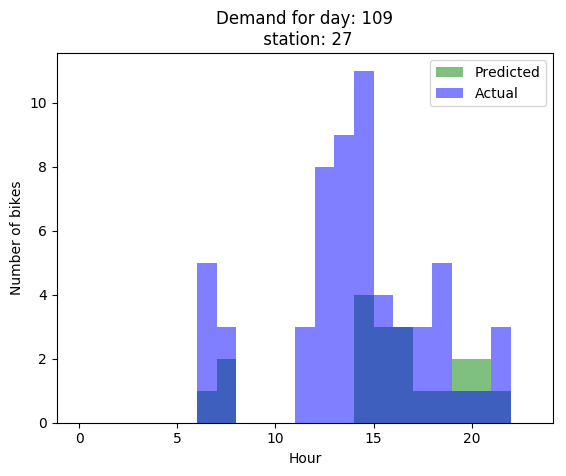 Demand for day: 109
station: 27
Predicted
Actual
10
8
6
4
2
0
Number of bikes
0 5 10 15 20
Hour